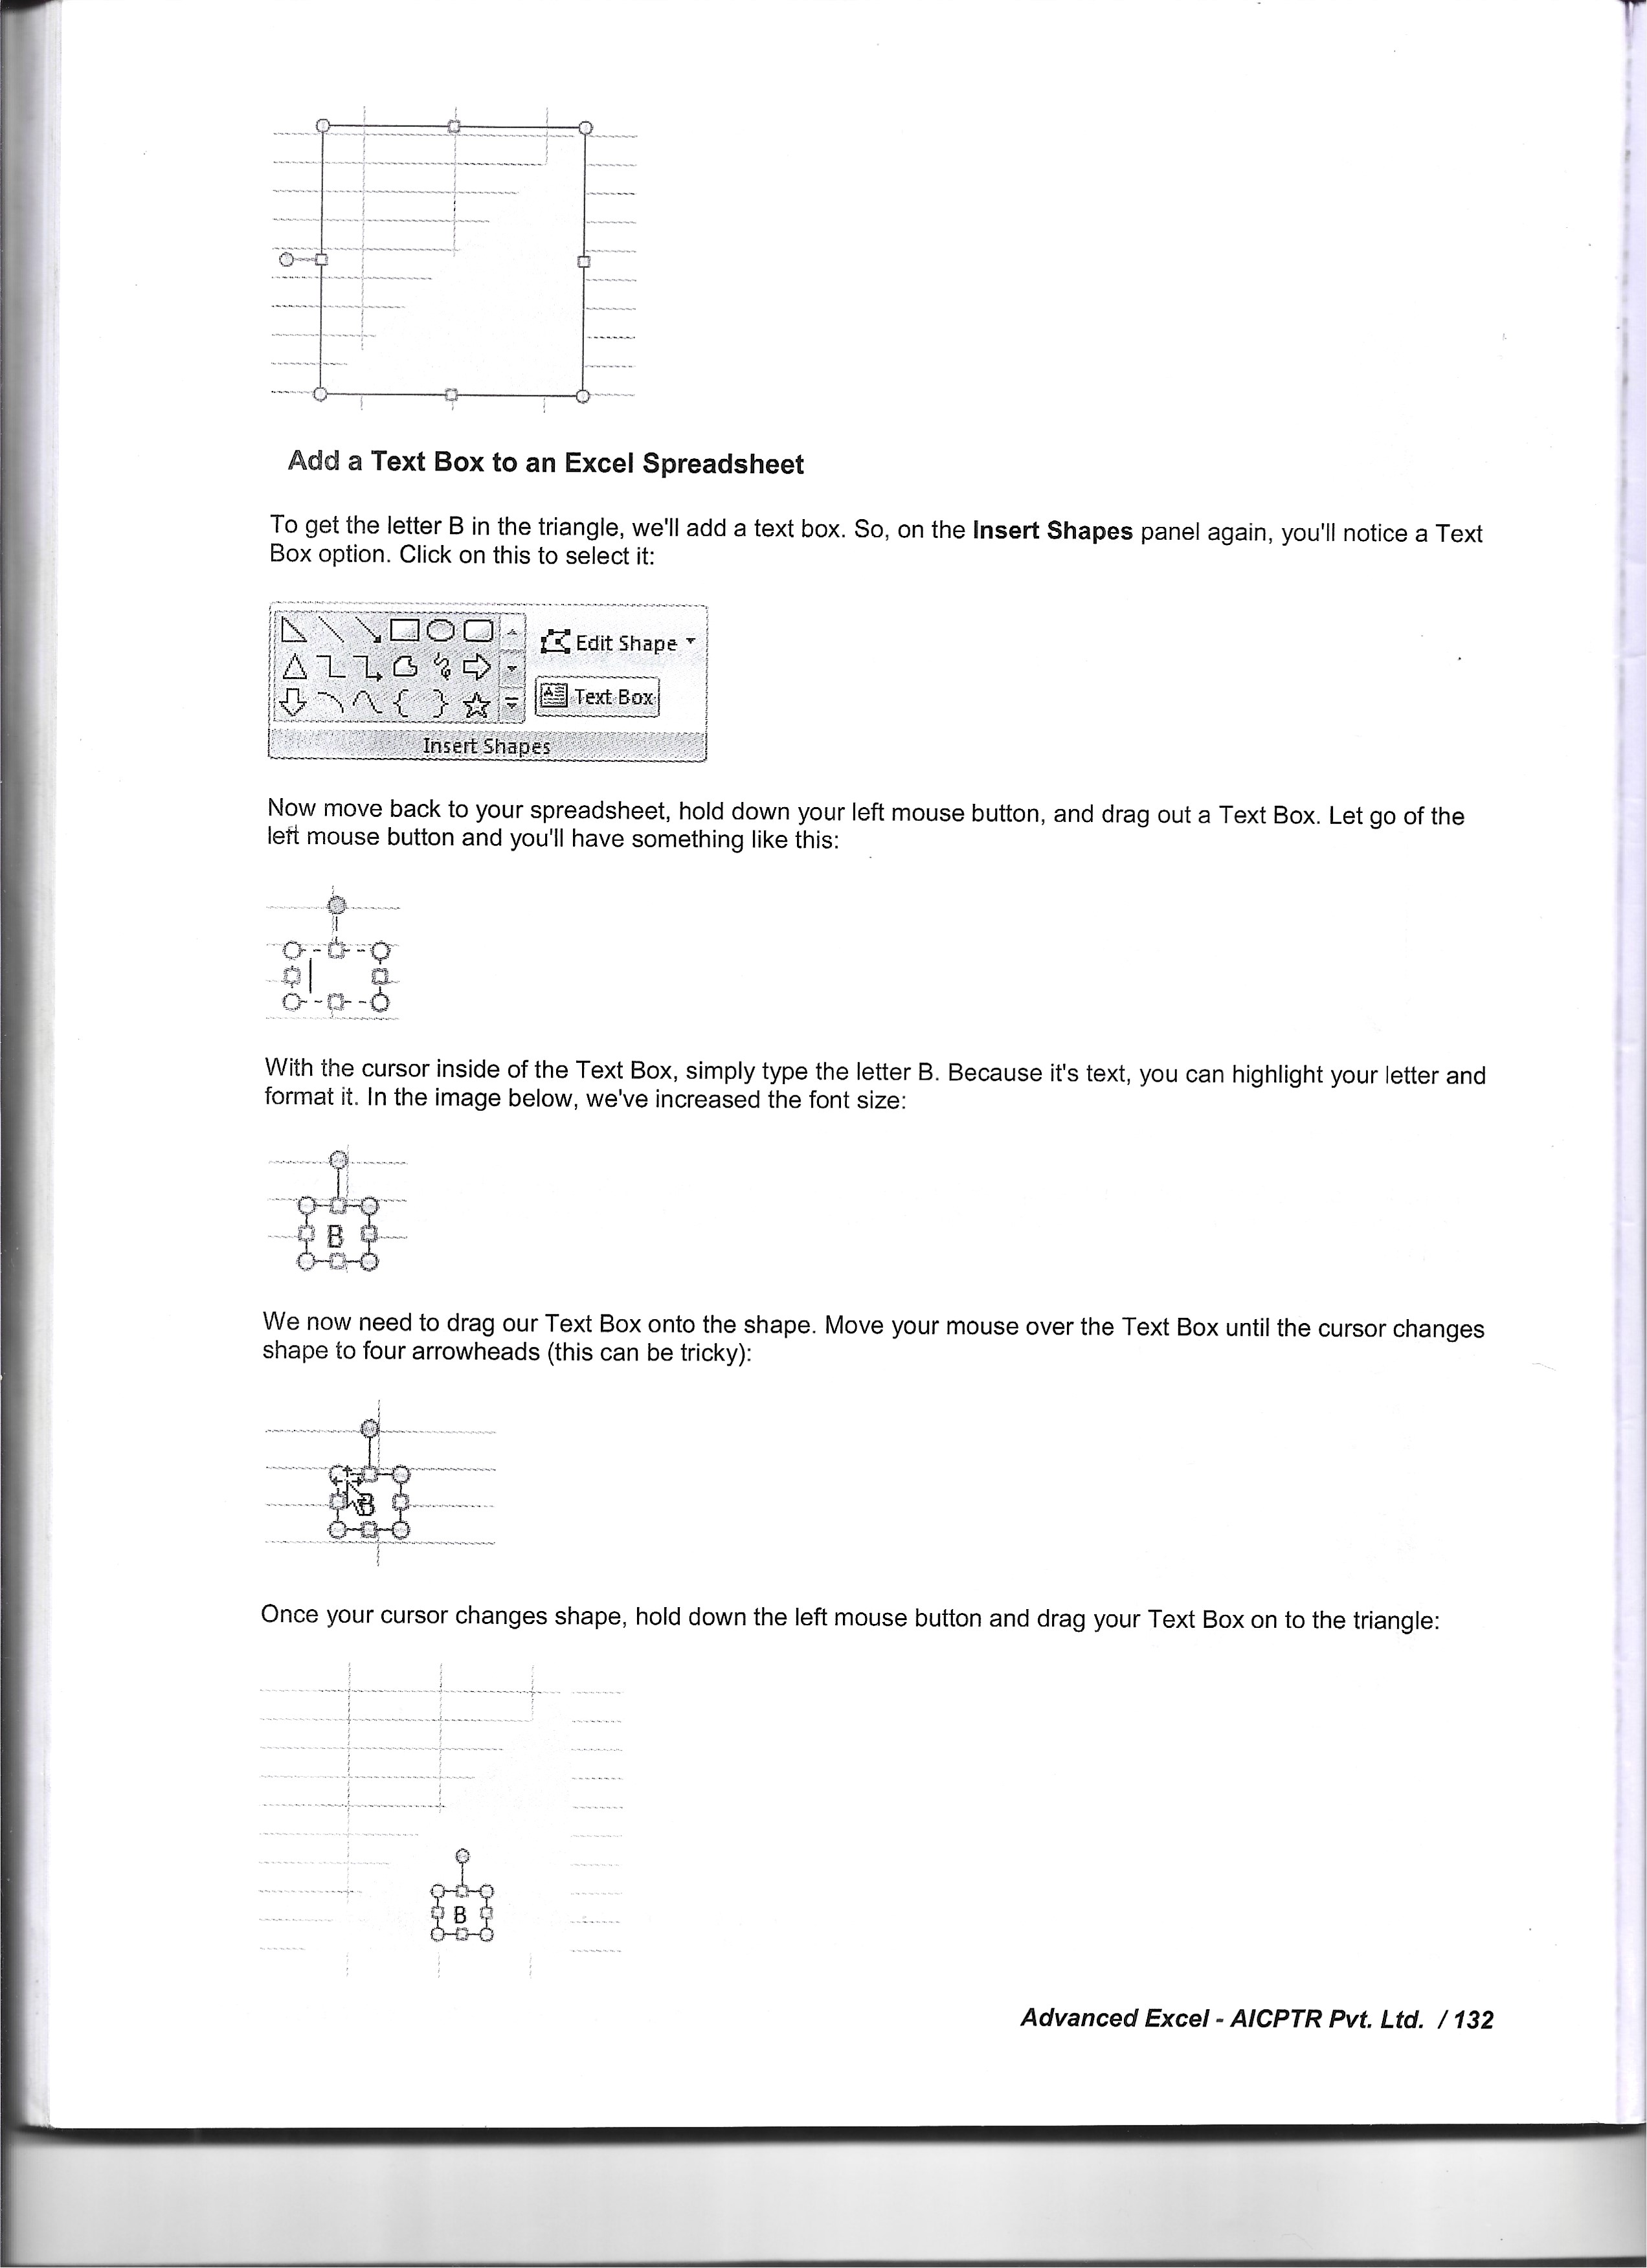 Add a Text Box to an Excel Spreadsheet
To get the letter B in the triangle, we'll add a text box. So, on the Insert Shapes panel again, you'll notice a Text
Box option. Click on this to select it:
Edit Shape
Text Box
Insert Shapes
Now move back to your spreadsheet, hold down your left mouse button, and drag out a Text Box. Let go of the
left mouse button and you'll have something like this:
With the cursor inside of the Text Box, simply type the letter B. Because it's text, you can highlight your letter and
format it. In the image below, we've increased the font size:
B
We now need to drag our Text Box onto the shape. Move your mouse over the Text Box until the cursor changes
shape to four arrowheads (this can be tricky):
B
Once your cursor changes shape, hold down the left mouse button and drag your Text Box on to the triangle:
B
Advanced Excel - AICPTR Pvt. Ltd. / 132